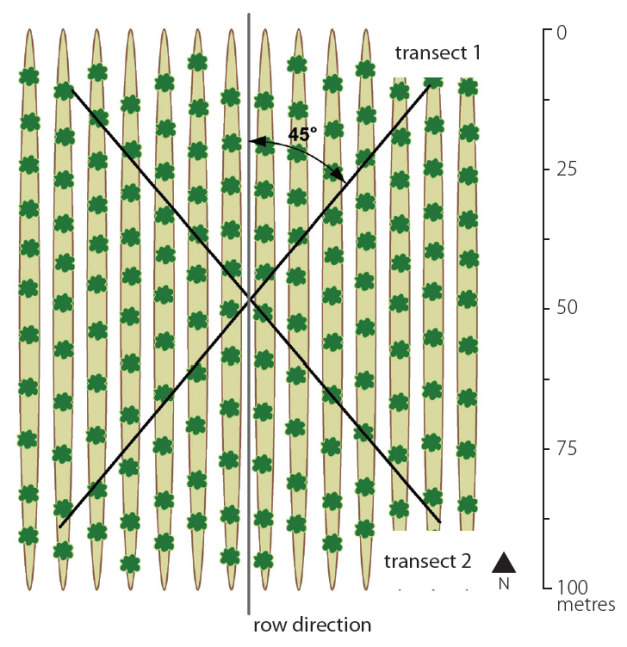 transect 1
0
45°
25
50
75
transect 2
N
100
metres
row direction